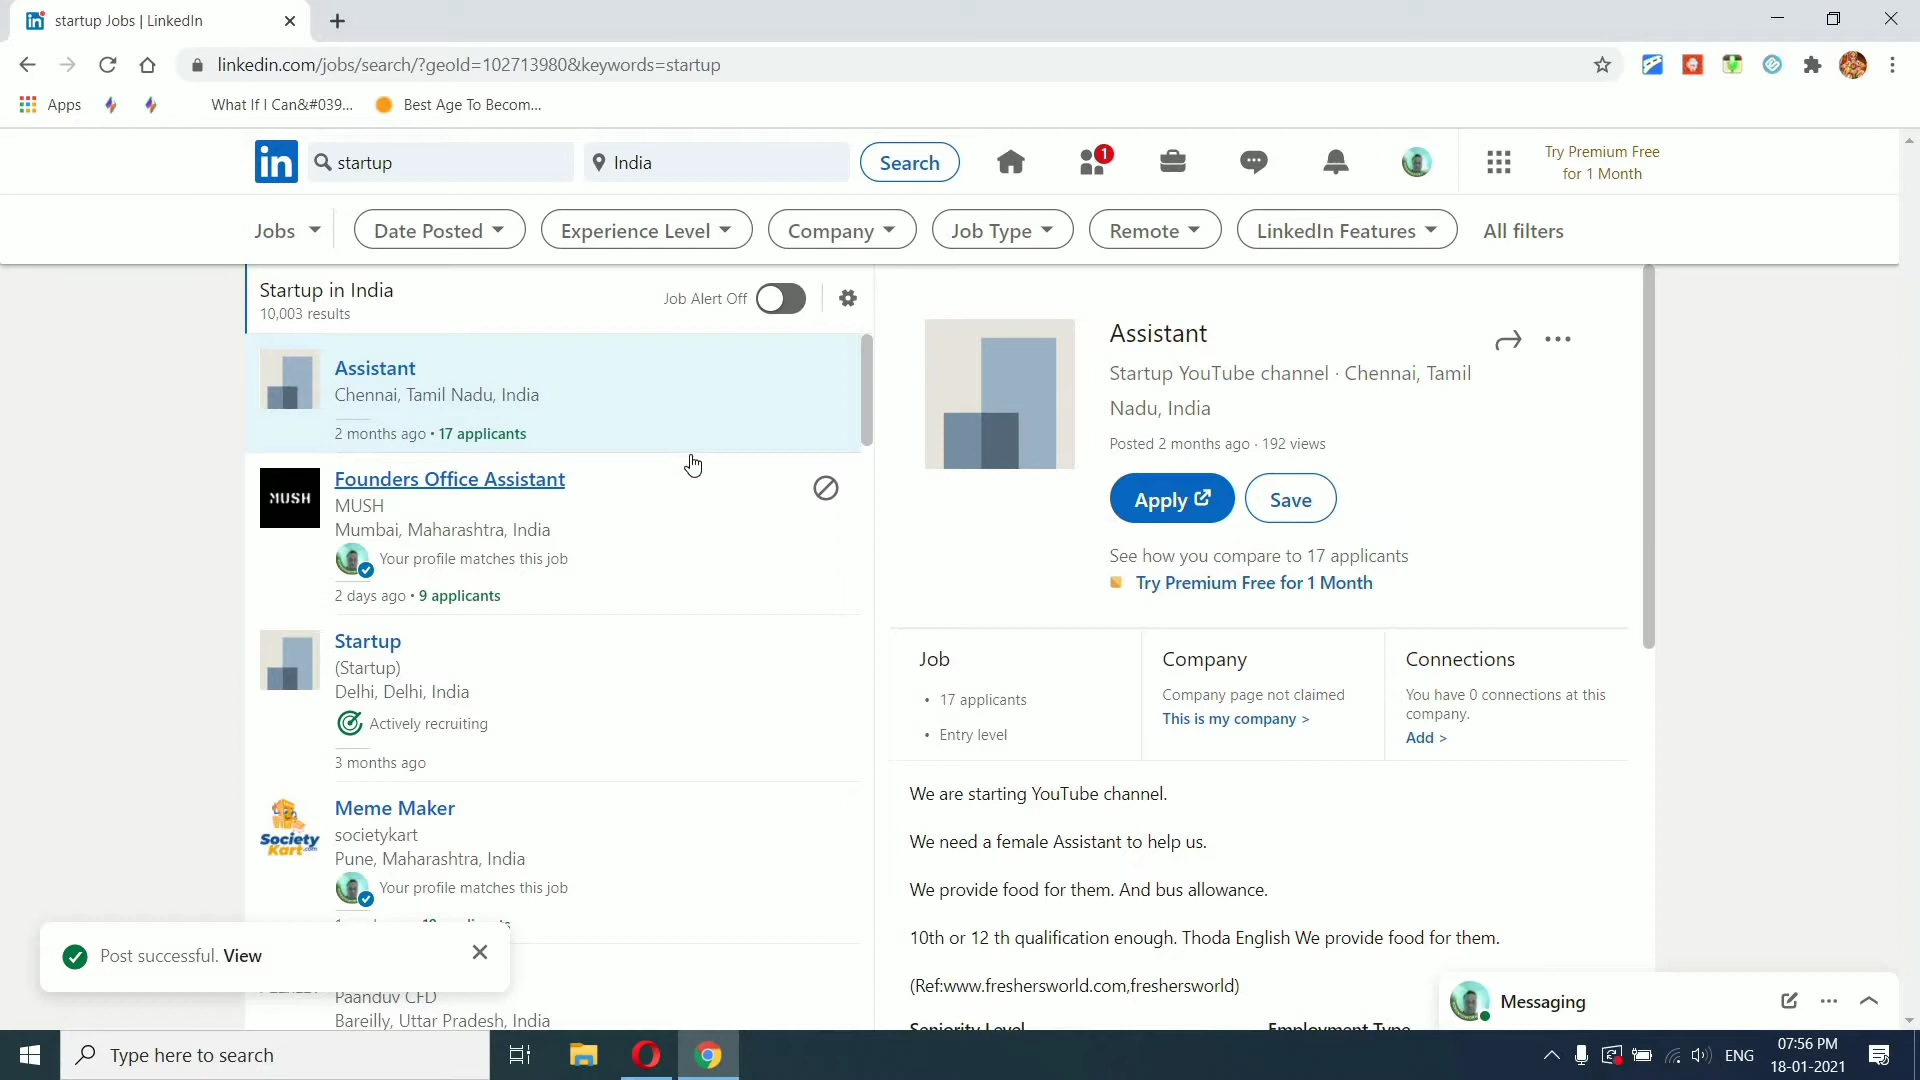 startup Jobs | LinkedIn
linkedin.com/jobs/search/?geoId=102713980&keywords=startup
Apps
What If I Can&#039...
Best Age To Becom...
in
startup
India
Search
1
Try Premium Free
for 1 Month
Jobs
Date Posted
Experience Level
Company
Job Type
Remote
LinkedIn Features
All filters
Startup in India
10,003 results
Job Alert Off
Assistant
Chennai, Tamil Nadu, India
2 months ago • 17 applicants
MUSH
Founders Office Assistant
MUSH
Mumbai, Maharashtra, India
Your profile matches this job
2 days ago • 9 applicants
Startup
(Startup)
Delhi, Delhi, India
Actively recruiting
3 months ago
Society
Kart.com
Meme Maker
societykart
Pune, Maharashtra, India
Your profile matches this job
Post successful. View
Paanduv CFD
Bareilly, Uttar Pradesh, India
Assistant
Startup YouTube channel · Chennai, Tamil
Nadu, India
Posted 2 months ago · 192 views
Apply
Save
See how you compare to 17 applicants
Try Premium Free for 1 Month
Job
• 17 applicants
• Entry level
Company
Company page not claimed
This is my company >
Connections
You have 0 connections at this
company.
Add >
We are starting YouTube channel.
We need a female Assistant to help us.
We provide food for them. And bus allowance.
10th or 12 th qualification enough. Thoda English We provide food for them.
(Ref:www.freshersworld.com,freshersworld)
Seniority Level
Employment Type
Messaging
Type here to search
ENG
07:56 PM
18-01-2021